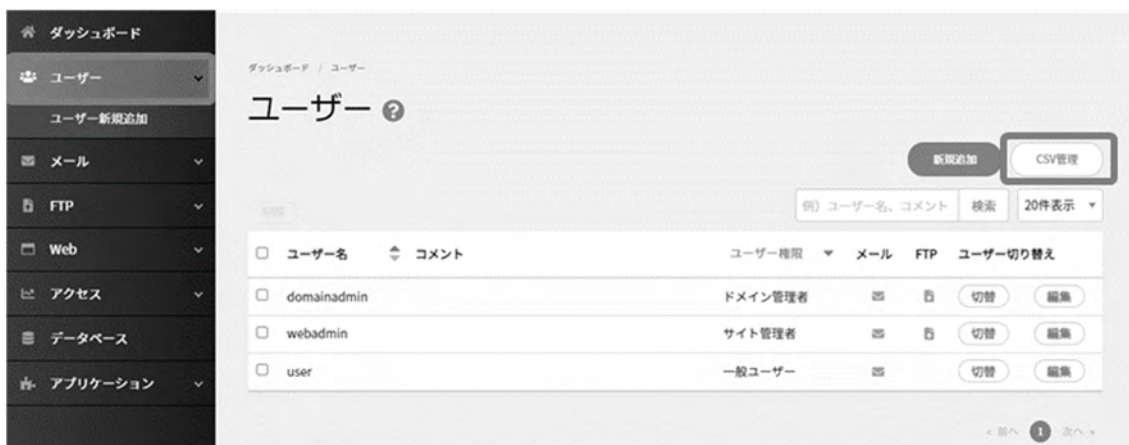 ダッシュボード
ユーザー
ユーザー新規追加
メール
FTP
Web
アクセス
データベース
アプリケーション
ダッシュボード / ユーザー
ユーザー ?
新規追加 CSV管理
削除 例）ユーザー名、コメント 検索 20件表示
ユーザー名 コメント ユーザー権限 メール FTP ユーザー切り替え
domainadmin ドメイン管理者 切替 編集
webadmin サイト管理者 切替 編集
user 一般ユーザー 切替 編集
« 前へ 1 次へ »